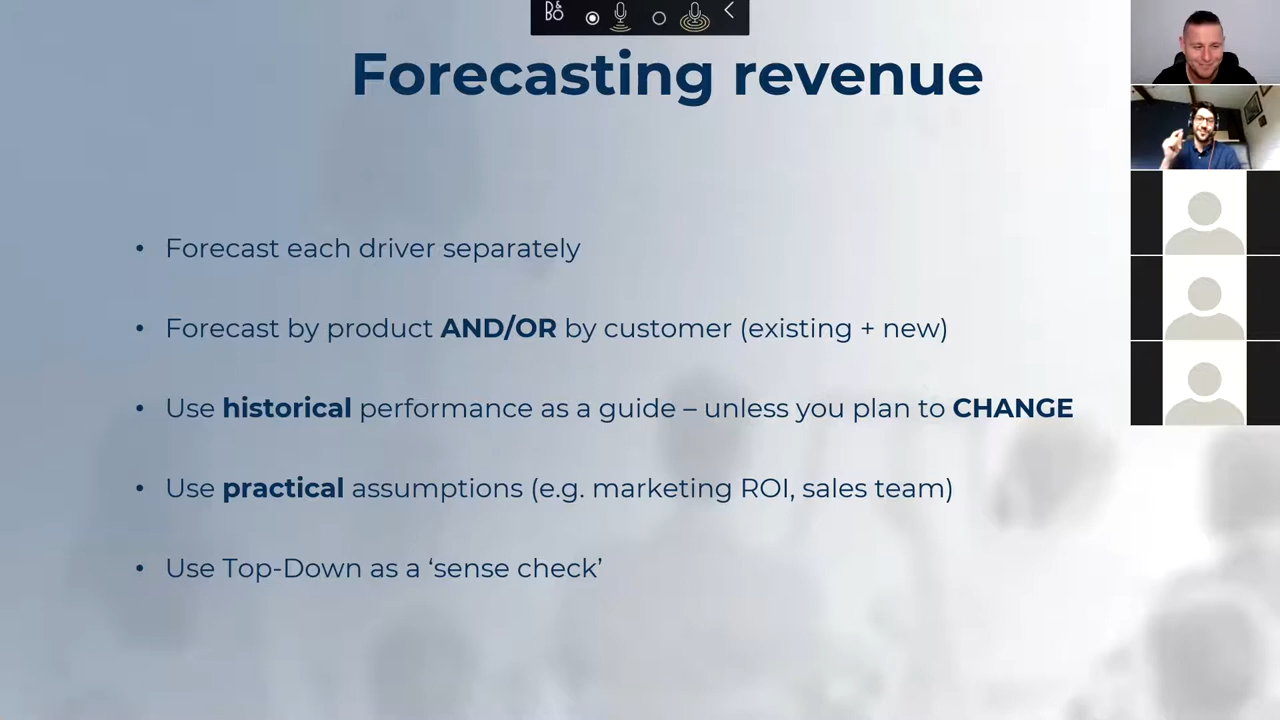 B&O
Forecasting revenue
• Forecast each driver separately
• Forecast by product AND/OR by customer (existing + new)
• Use historical performance as a guide – unless you plan to CHANGE
• Use practical assumptions (e.g. marketing ROI, sales team)
• Use Top-Down as a ‘sense check’